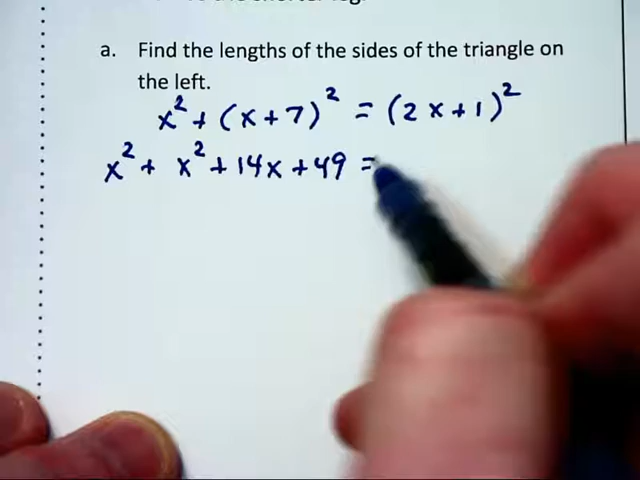 a. Find the lengths of the sides of the triangle on
the left.
x² + (x + 7)² = (2x + 1)²
x² + x² + 14x + 49 =